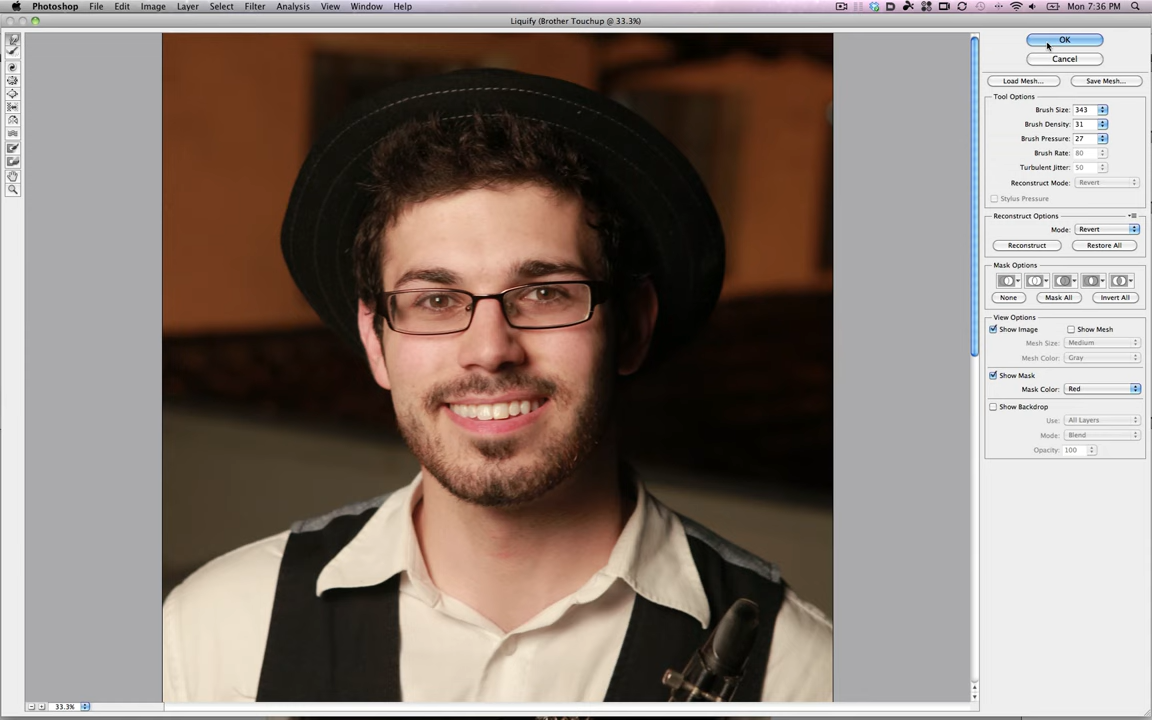 Photoshop File Edit Image Layer Select Filter Analysis View Window Help Mon 7:36 PM
Liquify (Brother Touchup @ 33.3%)
OK
Cancel
Load Mesh... Save Mesh...
Tool Options
Brush Size: 343
Brush Density: 31
Brush Pressure: 27
Brush Rate: 80
Turbulent Jitter: 50
Reconstruct Mode: Revert
Stylus Pressure
Reconstruct Options
Mode: Revert
Reconstruct Restore All
Mask Options
None Mask All Invert All
View Options
Show Image Show Mesh
Mesh Size: Medium
Mesh Color: Gray
Show Mask
Mask Color: Red
Show Backdrop
Use: All Layers
Mode: Blend
Opacity: 100
33.3%